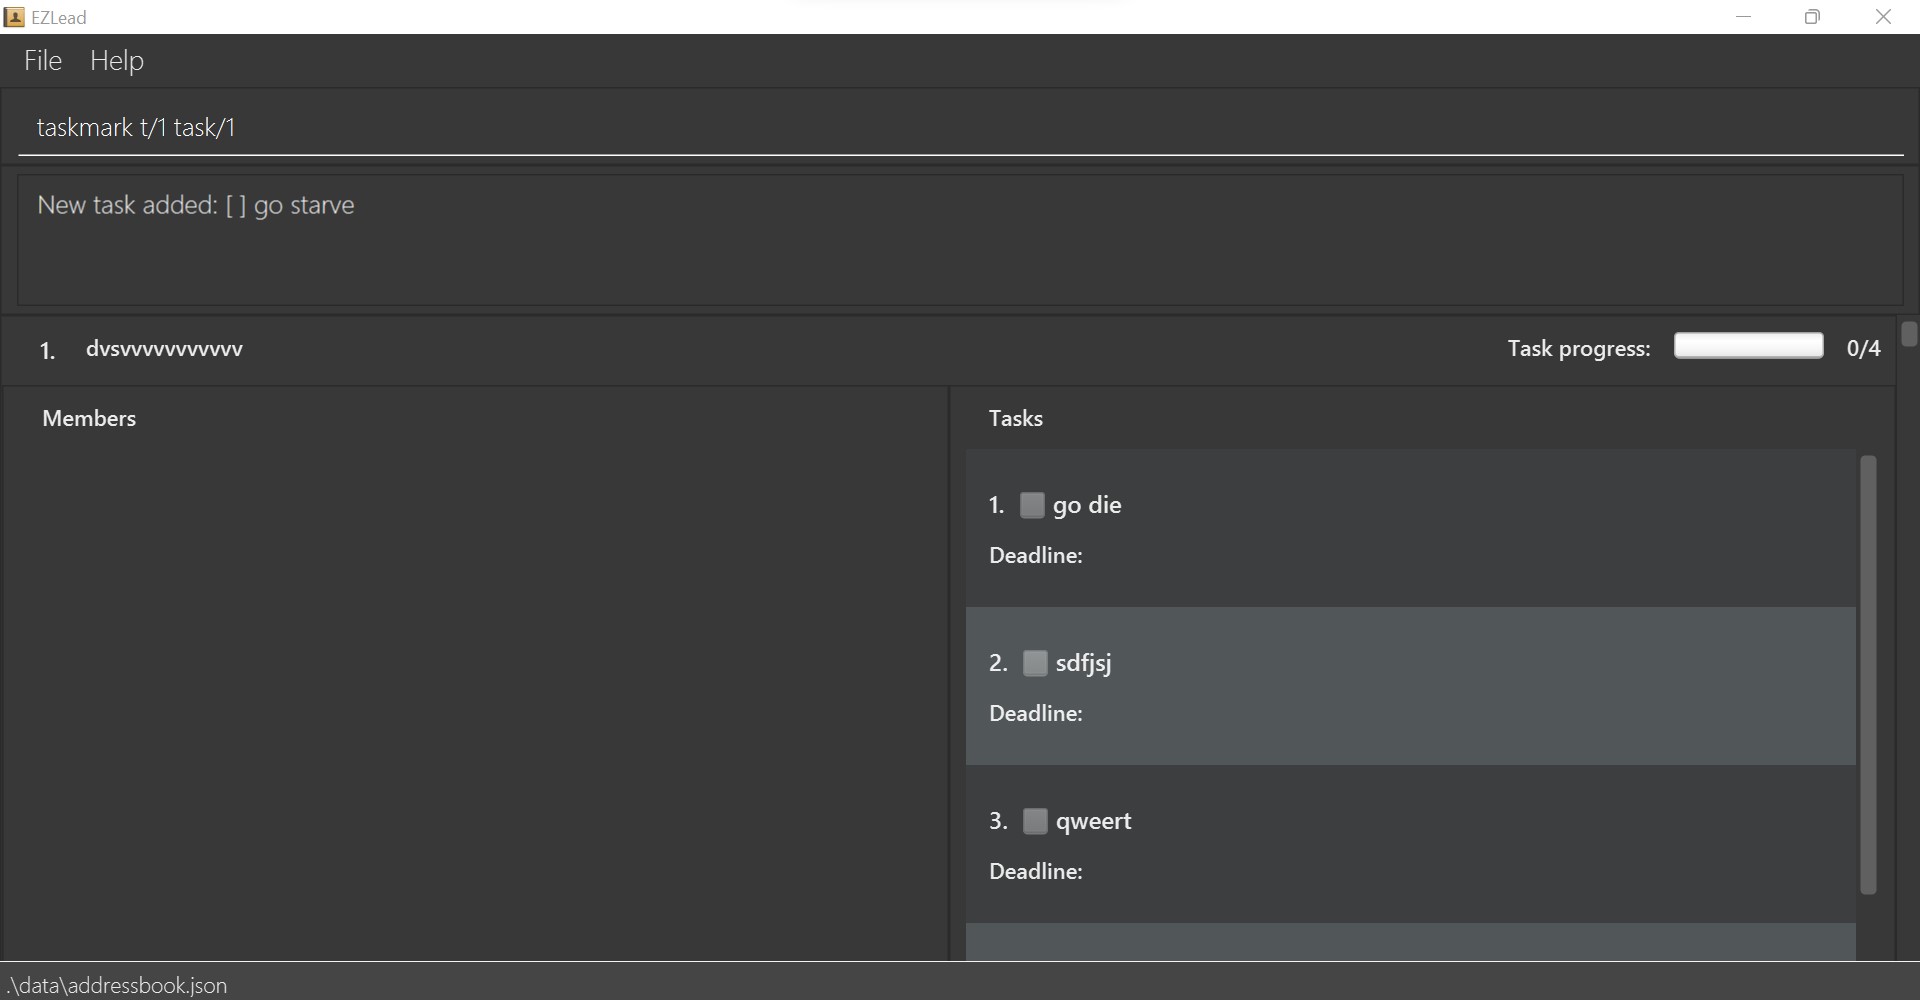 EZLead
File Help
taskmark t/1 task/1
New task added: [ ] go starve
1. dvsvvvvvvvvvvv Task progress: 0/4
Members
Tasks
1. go die
Deadline:
2. sdfjsj
Deadline:
3. qweert
Deadline:
.\data\addressbook.json